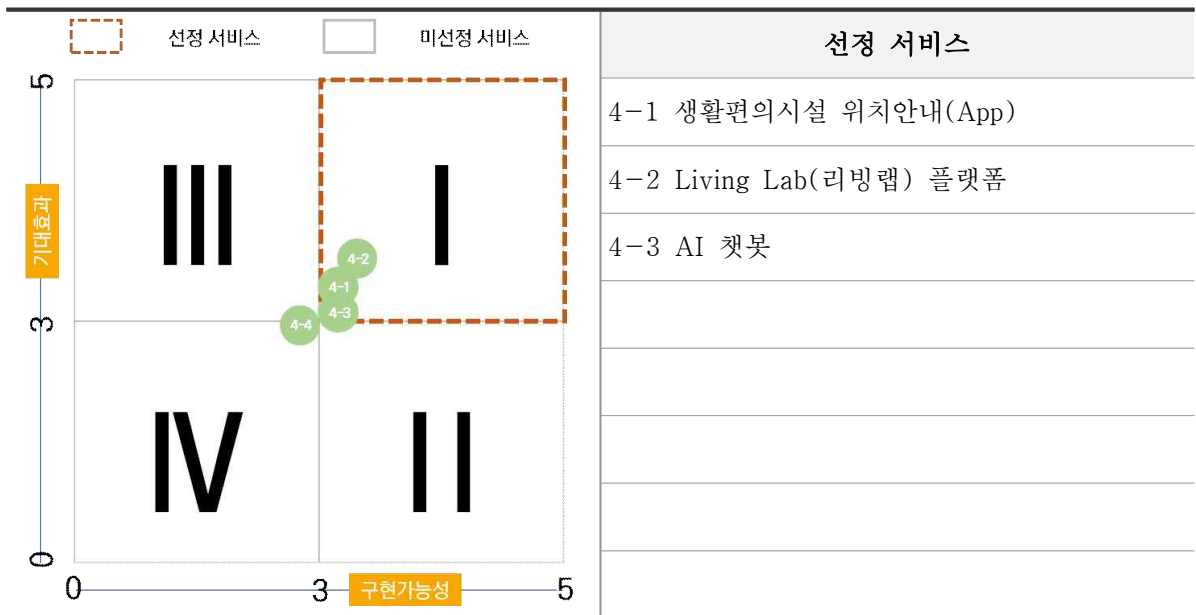 선정 서비스
미선정 서비스
5
기대효과
3
0
Ⅲ
Ⅰ
4-2
4-1
4-3
4-4
Ⅳ
Ⅱ
0
3
구현가능성
5
선정 서비스
4-1 생활편의시설 위치안내(App)
4-2 Living Lab(리빙랩) 플랫폼
4-3 AI 챗봇